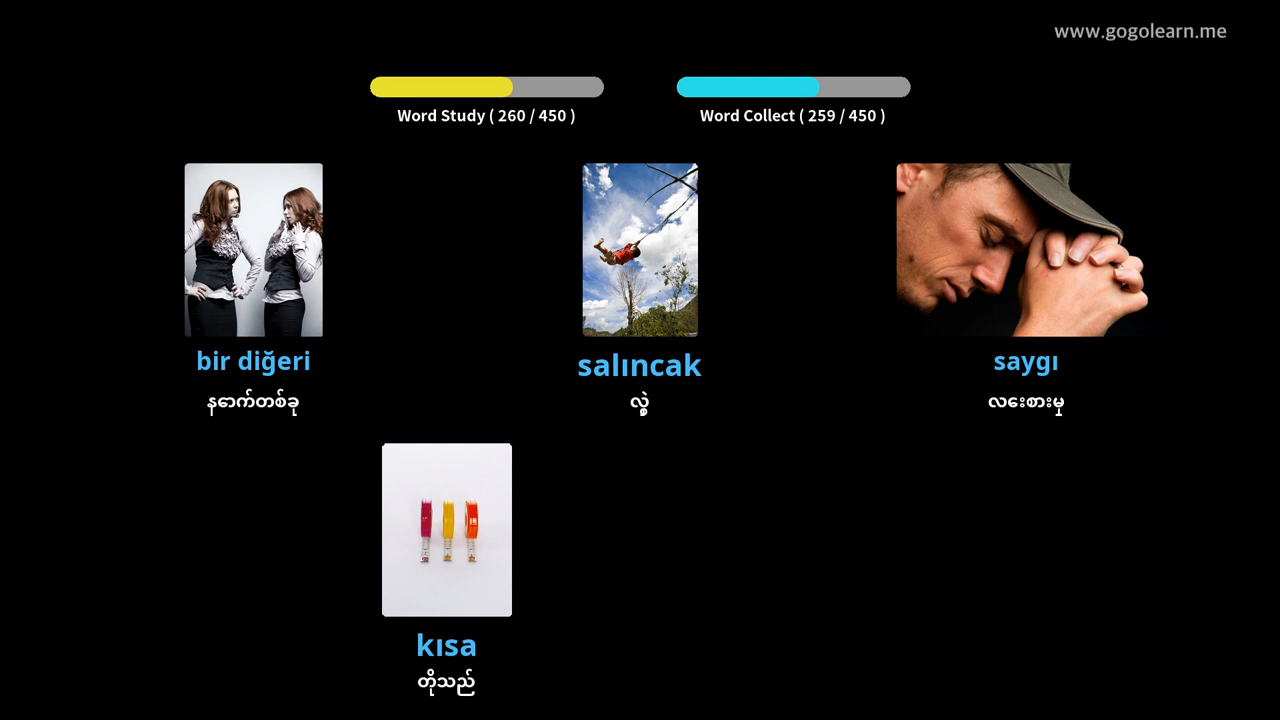 www.gogolearn.me
Word Study ( 260 / 450 )
Word Collect ( 259 / 450 )
bir diğeri
salıncak
saygı
နောက်တစ်ခု
လွှဲ
လေးစားမှု
kısa
တိုသည်